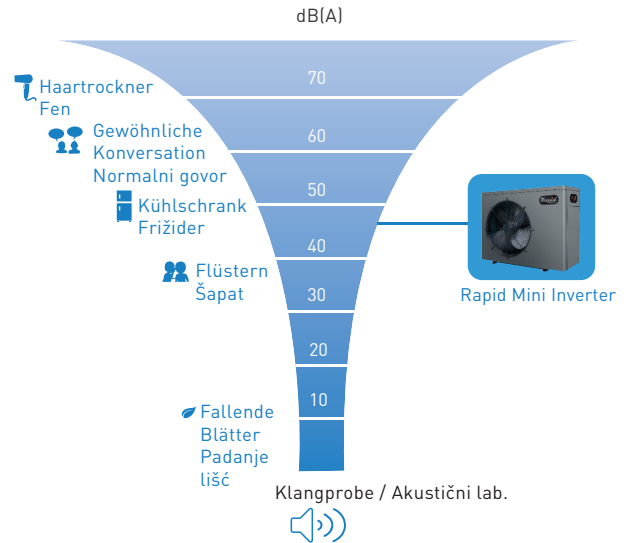 dB(A)
70
Haartrockner
Fen
60
Gewöhnliche
Konversation
Normalni govor
50
Kühlschrank
Frižider
40
Flüstern
Šapat
30
Rapid Mini Inverter
20
10
Fallende
Blätter
Padanje
lišć
Klangprobe / Akustični lab.
Rapid